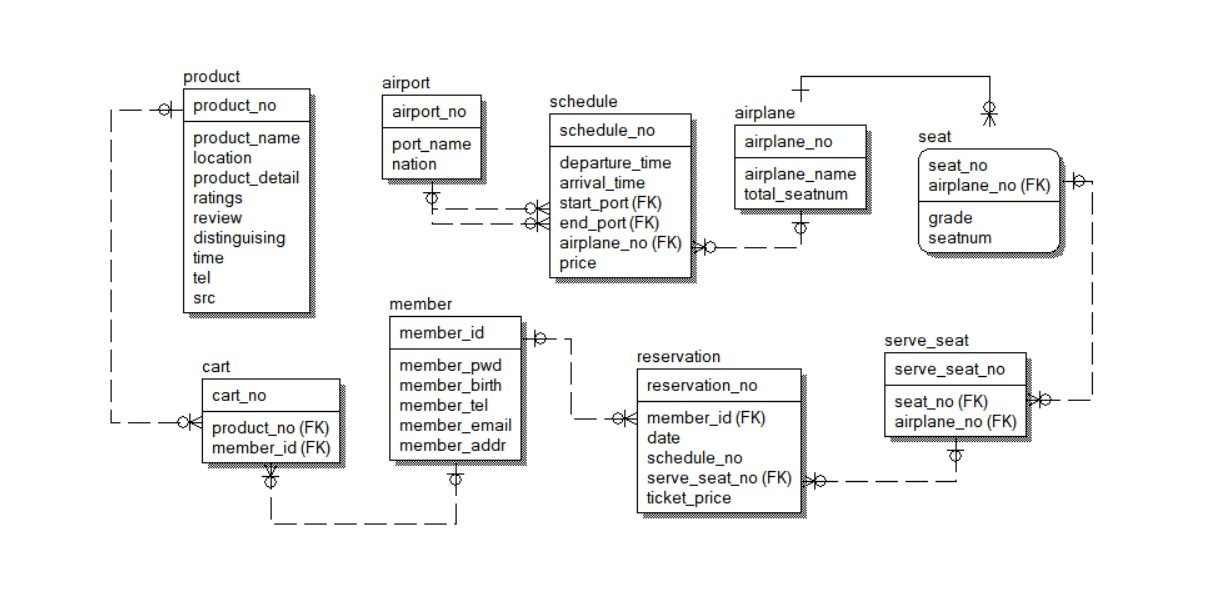 product
product_no
product_name
location
product_detail
ratings
review
distinguising
time
tel
src
airport
airport_no
port_name
nation
schedule
schedule_no
departure_time
arrival_time
start_port (FK)
end_port (FK)
airplane_no (FK)
price
airplane
airplane_no
airplane_name
total_seatnum
seat
seat_no
airplane_no (FK)
grade
seatnum
cart
cart_no
product_no (FK)
member_id (FK)
member
member_id
member_pwd
member_birth
member_tel
member_email
member_addr
reservation
reservation_no
member_id (FK)
date
schedule_no
serve_seat_no (FK)
ticket_price
serve_seat
serve_seat_no
seat_no (FK)
airplane_no (FK)